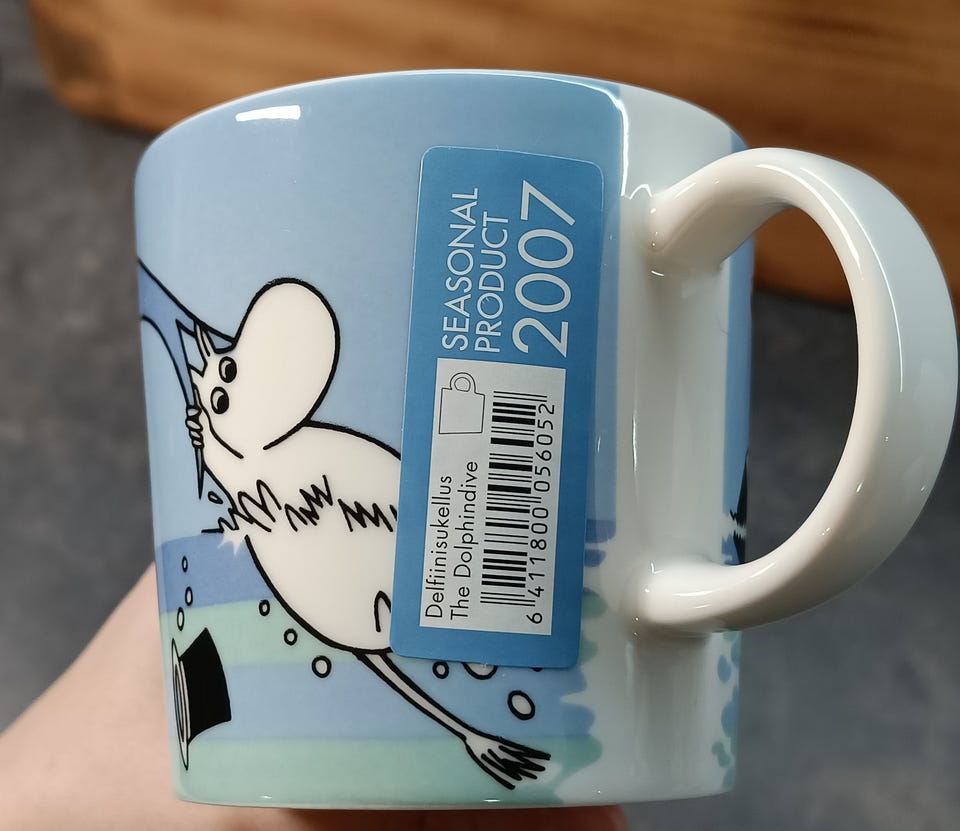 SEASONAL
PRODUCT
2007
Delfiinisukellus
The Dolphindive
6 411800 056052